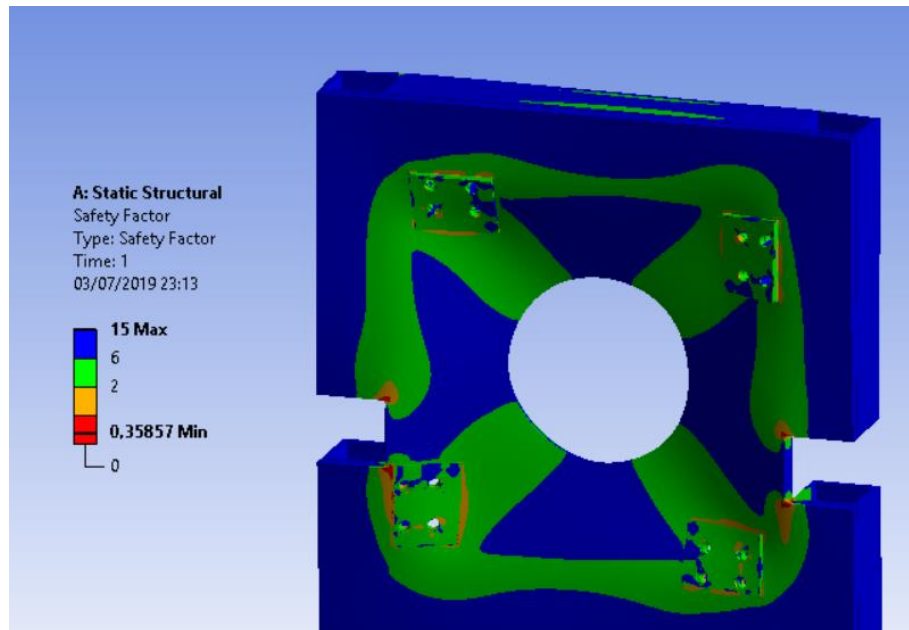 A: Static Structural
Safety Factor
Type: Safety Factor
Time: 1
03/07/2019 23:13
15 Max
6
2
0,35857 Min
0